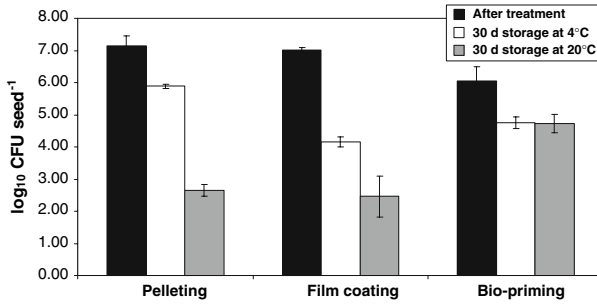 After treatment
30 d storage at 4°C
30 d storage at 20°C
log₁₀ CFU seed⁻¹
8.00
7.00
6.00
5.00
4.00
3.00
2.00
1.00
0.00
Pelleting
Film coating
Bio-priming